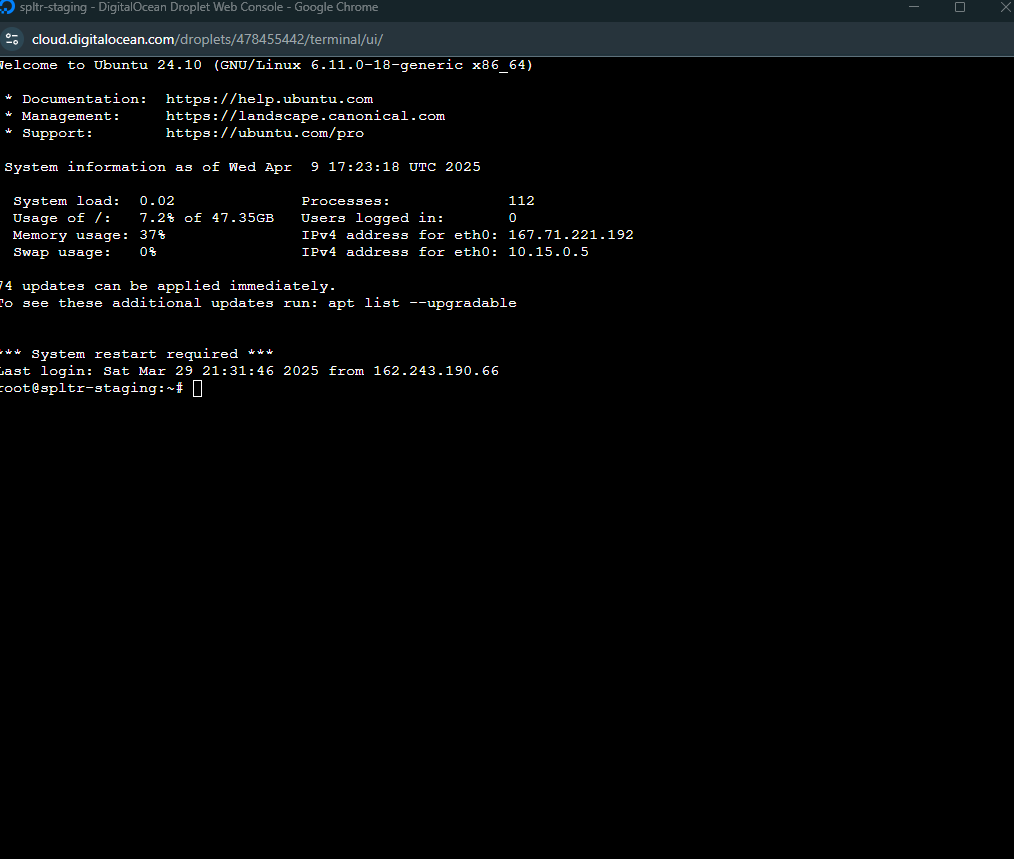 spltr-staging - DigitalOcean Droplet Web Console - Google Chrome
cloud.digitalocean.com/droplets/478455442/terminal/ui/
Welcome to Ubuntu 24.10 (GNU/Linux 6.11.0-18-generic x86_64)
* Documentation: https://help.ubuntu.com
* Management: https://landscape.canonical.com
* Support: https://ubuntu.com/pro
System information as of Wed Apr 9 17:23:18 UTC 2025
System load: 0.02 Processes: 112
Usage of /: 7.2% of 47.35GB Users logged in: 0
Memory usage: 37% IPv4 address for eth0: 167.71.221.192
Swap usage: 0% IPv4 address for eth0: 10.15.0.5
74 updates can be applied immediately.
To see these additional updates run: apt list --upgradable
*** System restart required ***
Last login: Sat Mar 29 21:31:46 2025 from 162.243.190.66
root@spltr-staging:~#